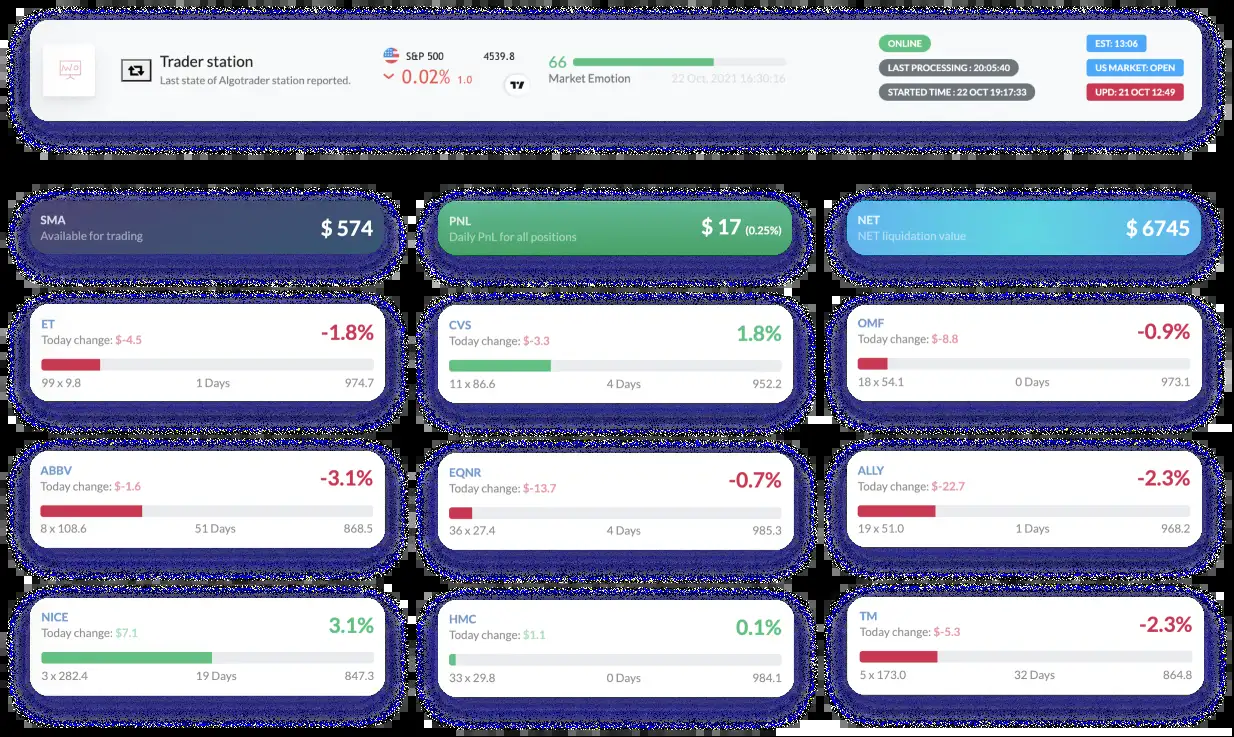 Trader station
Last state of Algotrader station reported.
S&P 500 4539.8
0.02% 1.0
66
Market Emotion 22 Oct, 2021 16:30:16
ONLINE
LAST PROCESSING : 20:05:40
STARTED TIME : 22 OCT 19:17:33
EST: 13:06
US MARKET: OPEN
UPD: 21 OCT 12:49
SMA
Available for trading
$ 574
PNL
Daily PnL for all positions
$ 17 (0.25%)
NET
NET liquidation value
$ 6745
ET
Today change: $-4.5
-1.8%
99 x 9.8 1 Days 974.7
CVS
Today change: $-3.3
1.8%
11 x 86.6 4 Days 952.2
OMF
Today change: $-8.8
-0.9%
18 x 54.1 0 Days 973.1
ABBV
Today change: $-1.6
-3.1%
8 x 108.6 51 Days 868.5
EQNR
Today change: $-13.7
-0.7%
36 x 27.4 4 Days 985.3
ALLY
Today change: $-22.7
-2.3%
19 x 51.0 1 Days 968.2
NICE
Today change: $7.1
3.1%
3 x 282.4 19 Days 847.3
HMC
Today change: $1.1
0.1%
33 x 29.8 0 Days 984.1
TM
Today change: $-5.3
-2.3%
5 x 173.0 32 Days 864.8